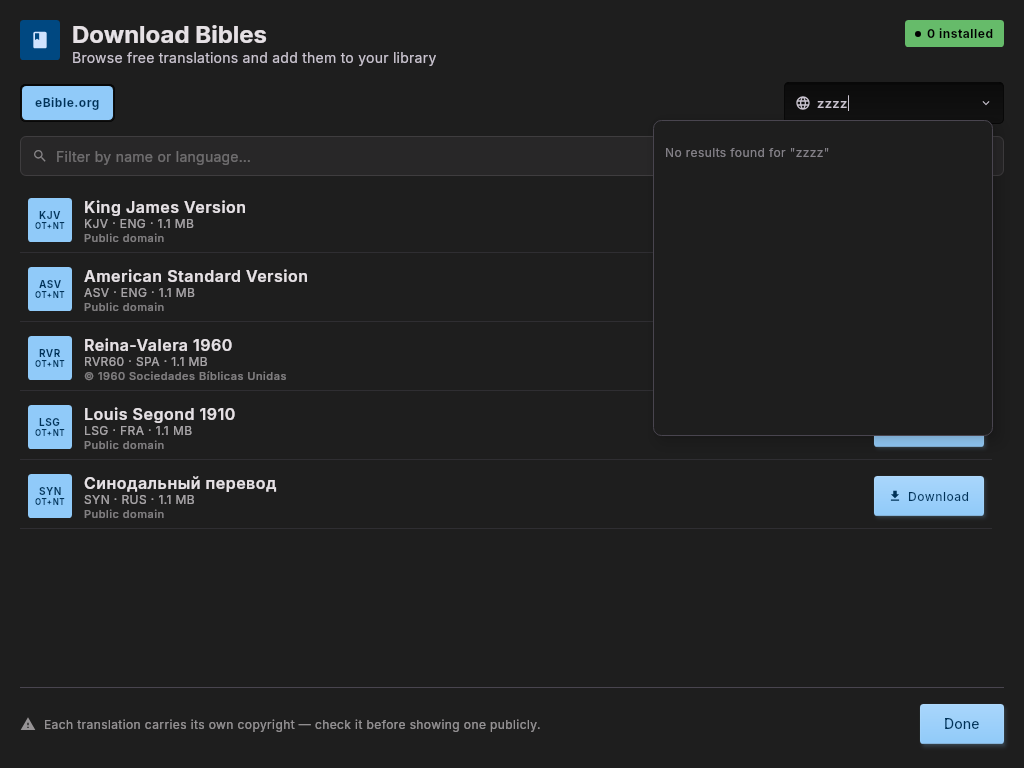 Download Bibles
Browse free translations and add them to your library
0 installed
eBible.org
zzzz
Filter by name or language...
No results found for "zzzz"
KJV
OT+NT
King James Version
KJV · ENG · 1.1 MB
Public domain
ASV
OT+NT
American Standard Version
ASV · ENG · 1.1 MB
Public domain
RVR
OT+NT
Reina-Valera 1960
RVR60 · SPA · 1.1 MB
© 1960 Sociedades Bíblicas Unidas
LSG
OT+NT
Louis Segond 1910
LSG · FRA · 1.1 MB
Public domain
SYN
OT+NT
Синодальный перевод
SYN · RUS · 1.1 MB
Public domain
Download
Each translation carries its own copyright — check it before showing one publicly.
Done